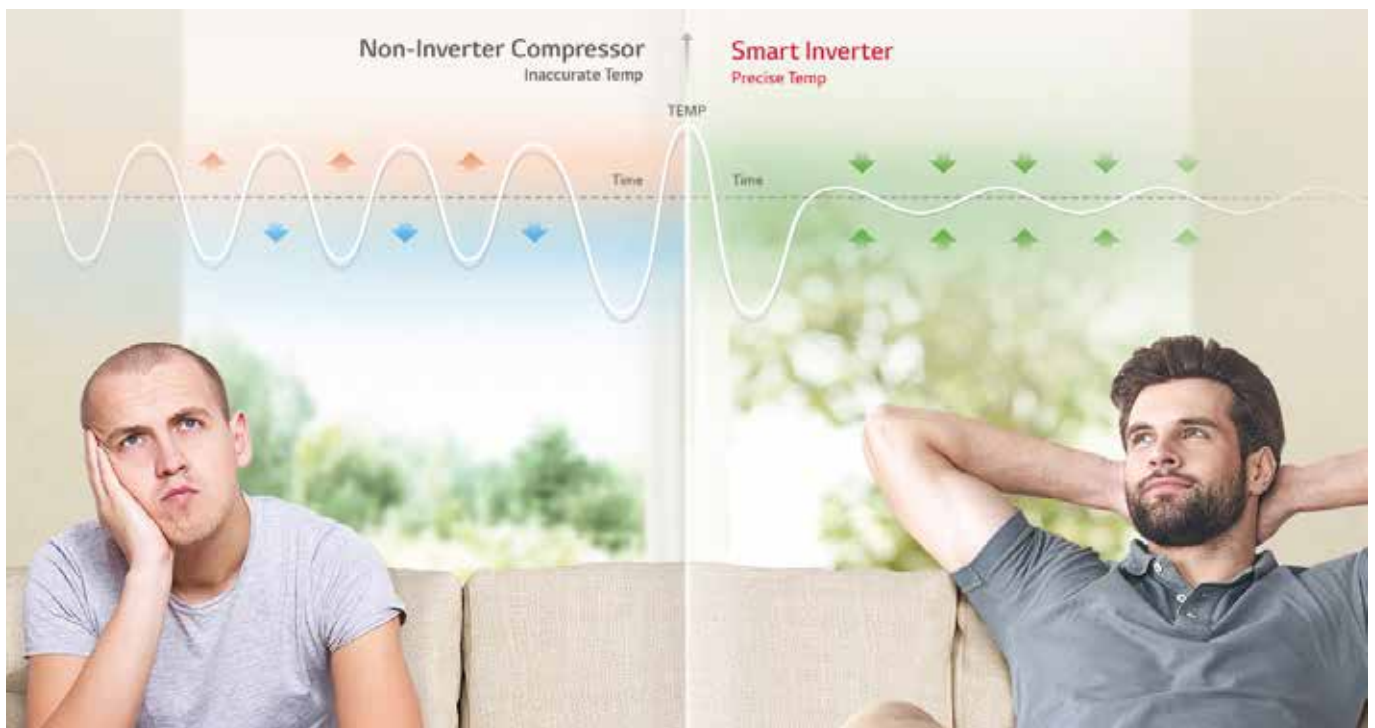 Non-Inverter Compressor
Inaccurate Temp
Smart Inverter
Precise Temp
TEMP
Time
Time